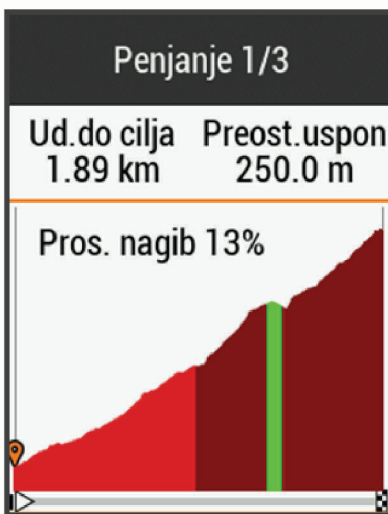 Penjanje 1/3
Ud.do cilja Preost.uspon
1.89 km 250.0 m
Pros. nagib 13%